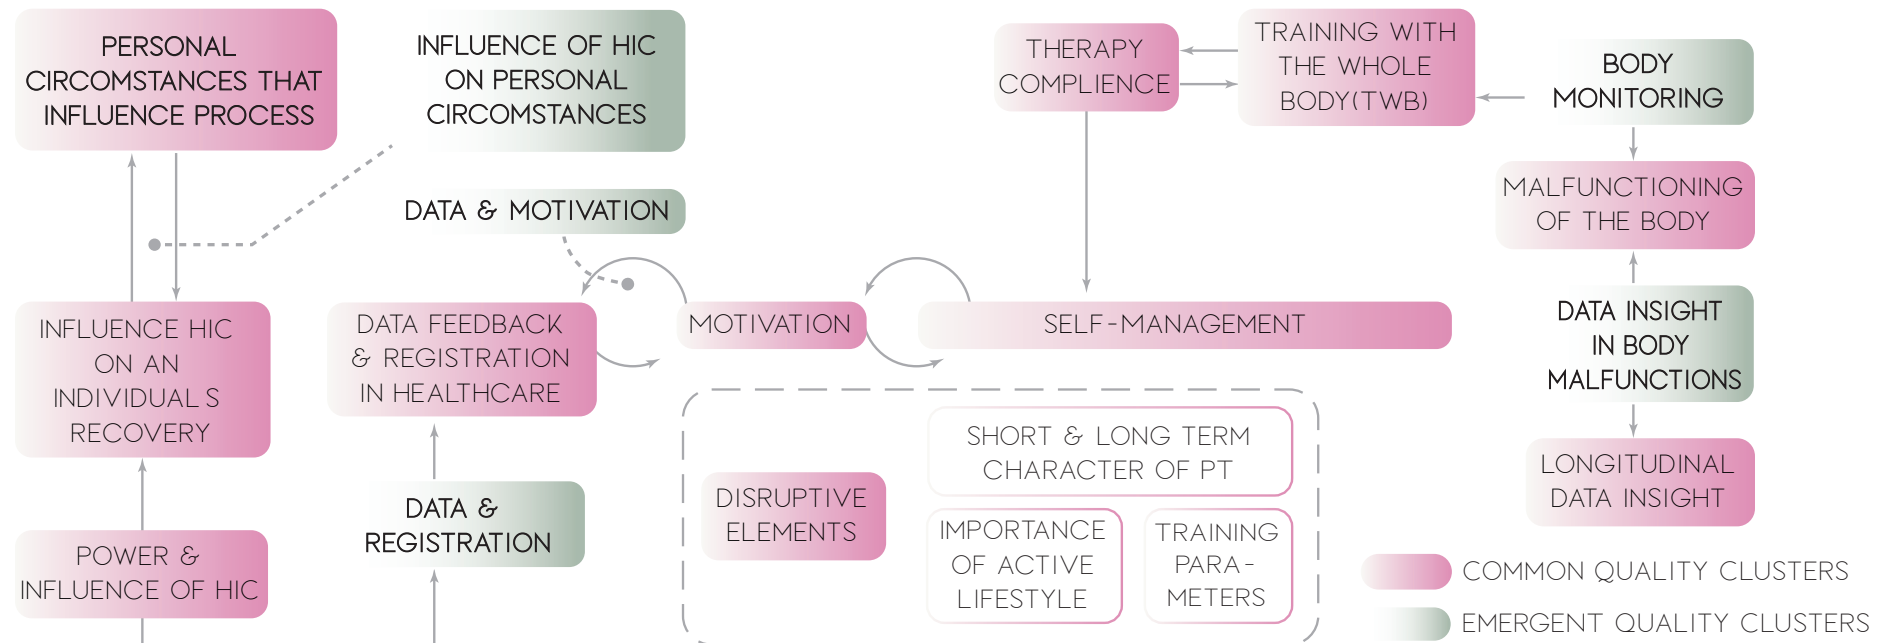 PERSONAL
CIRCOMSTANCES THAT
INFLUENCE PROCESS
INFLUENCE OF HIC
ON PERSONAL
CIRCOMSTANCES
THERAPY
COMPLIENCE
TRAINING WITH
THE WHOLE
BODY(TWB)
BODY
MONITORING
DATA & MOTIVATION
MALFUNCTIONING
OF THE BODY
INFLUENCE HIC
ON AN
INDIVIDUAL S
RECOVERY
DATA FEEDBACK
& REGISTRATION
IN HEALTHCARE
MOTIVATION
SELF-MANAGEMENT
DATA INSIGHT
IN BODY
MALFUNCTIONS
DISRUPTIVE
ELEMENTS
SHORT & LONG TERM
CHARACTER OF PT
LONGITUDINAL
DATA INSIGHT
DATA &
REGISTRATION
IMPORTANCE
OF ACTIVE
LIFESTYLE
TRAINING
PARA-
METERS
POWER &
INFLUENCE OF HIC
COMMON QUALITY CLUSTERS
EMERGENT QUALITY CLUSTERS